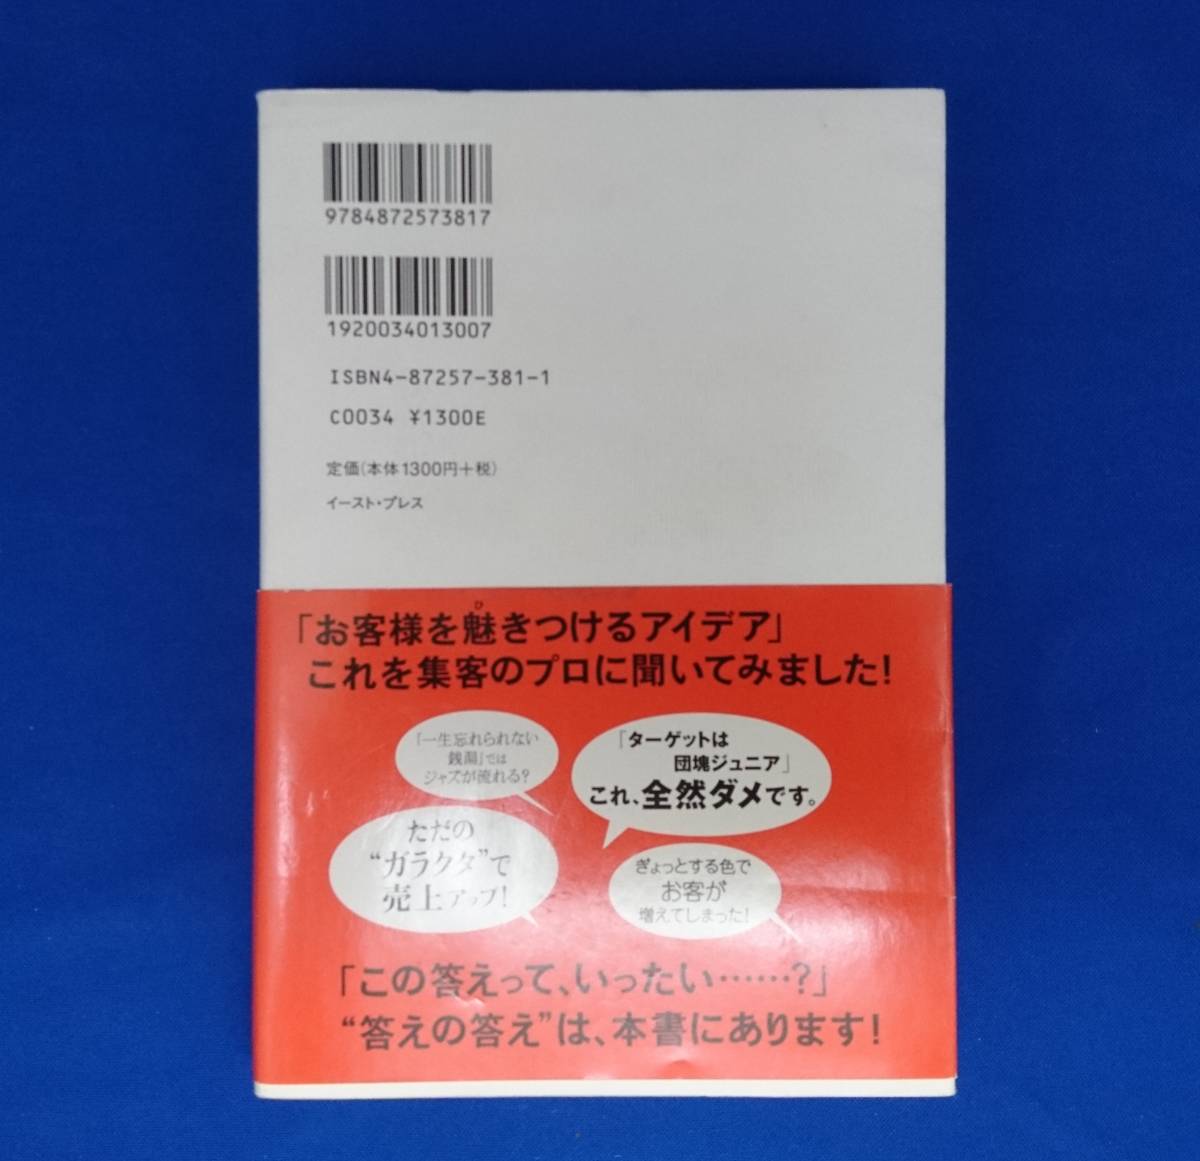 9784872573817
1920034013007
ISBN4-87257-381-1
C0034 ¥1300E
定価(本体1300円+税)
イースト・プレス
「お客様を魅きつけるアイデア」
ひ
これを集客のプロに聞いてみました!
「一生忘れられない
銭湯」では
ジャズが流れる?
「ターゲットは
団塊ジュニア」
これ、全然ダメです。
ただの
“ガラクタ”で
売上アップ!
ぎょっとする色で
お客が
増えてしまった!
「この答えって、いったい……?」
“答えの答え”は、本書にあります!